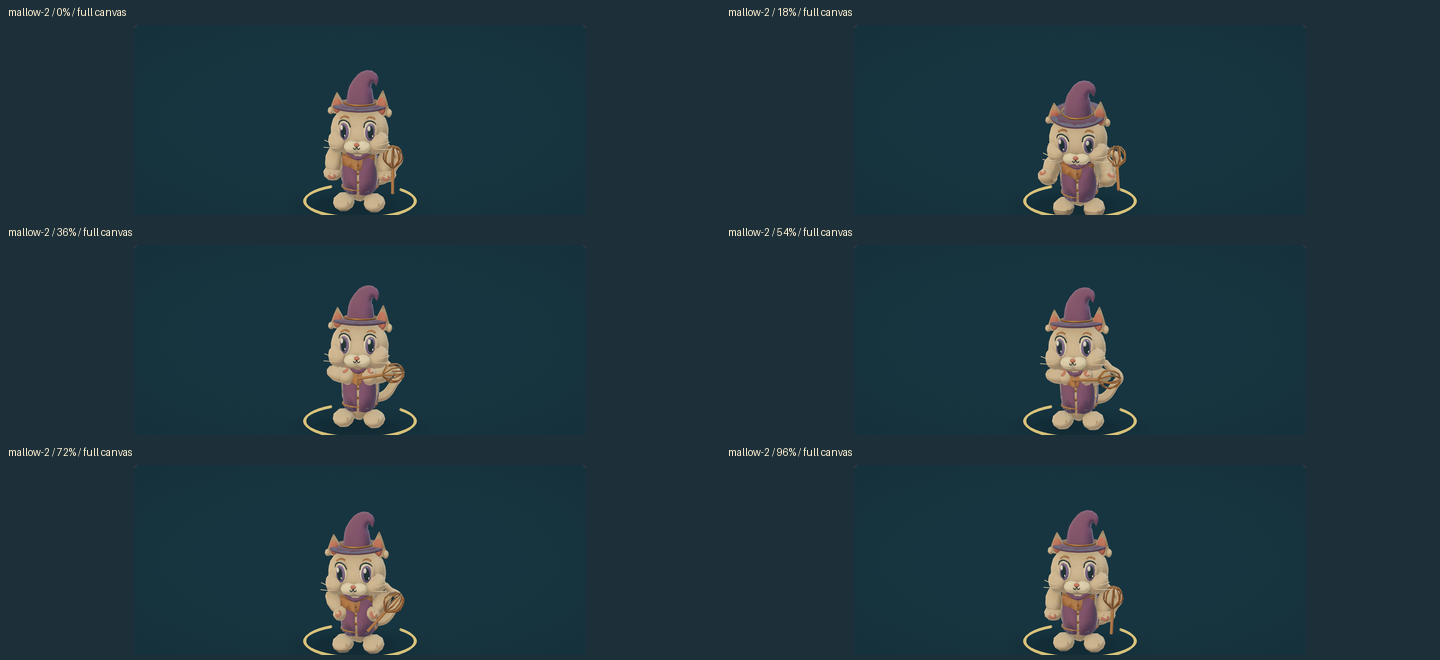 mallow-2 / 0% / full canvas
mallow-2 / 18% / full canvas
mallow-2 / 36% / full canvas
mallow-2 / 54% / full canvas
mallow-2 / 72% / full canvas
mallow-2 / 96% / full canvas